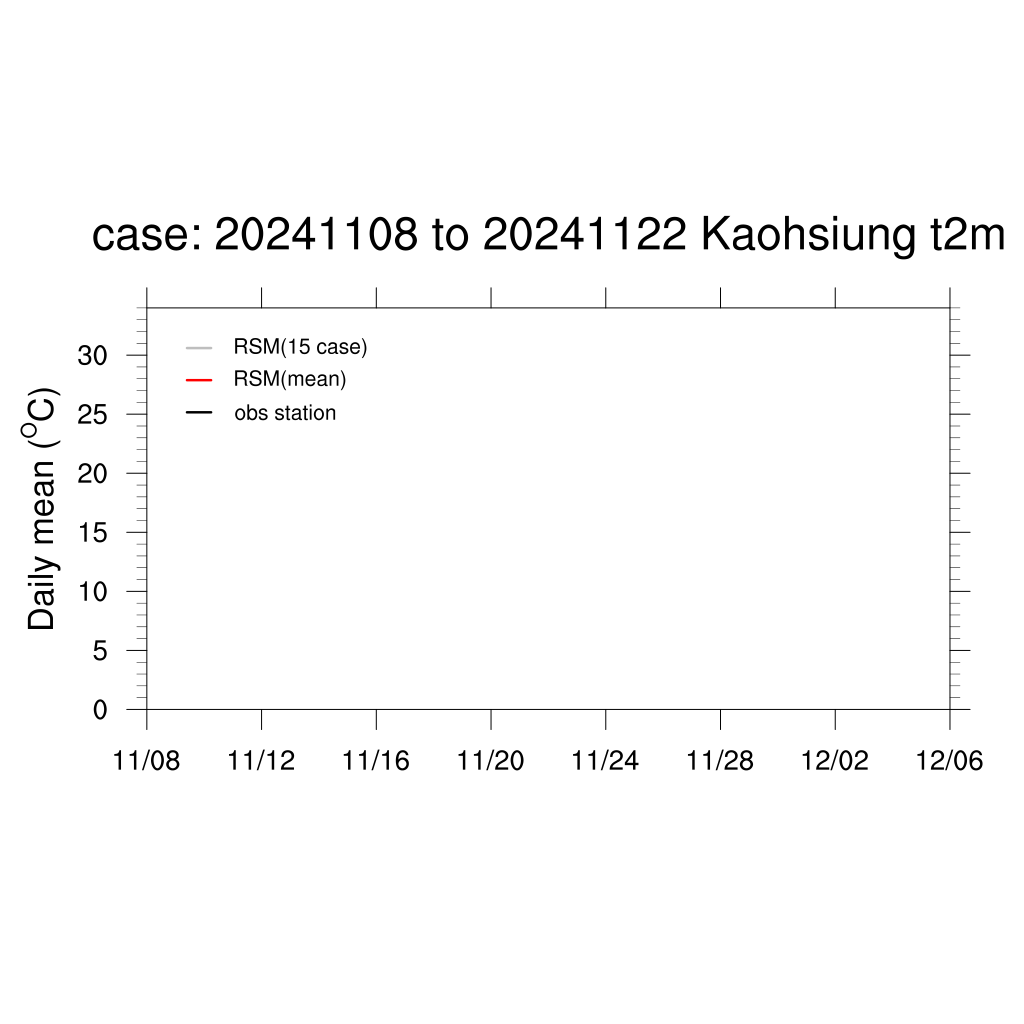 case: 20241108 to 20241122 Kaohsiung t2m
RSM(15 case)
RSM(mean)
obs station
Daily mean (°C)
30
25
20
15
10
5
0
11/08 11/12 11/16 11/20 11/24 11/28 12/02 12/06